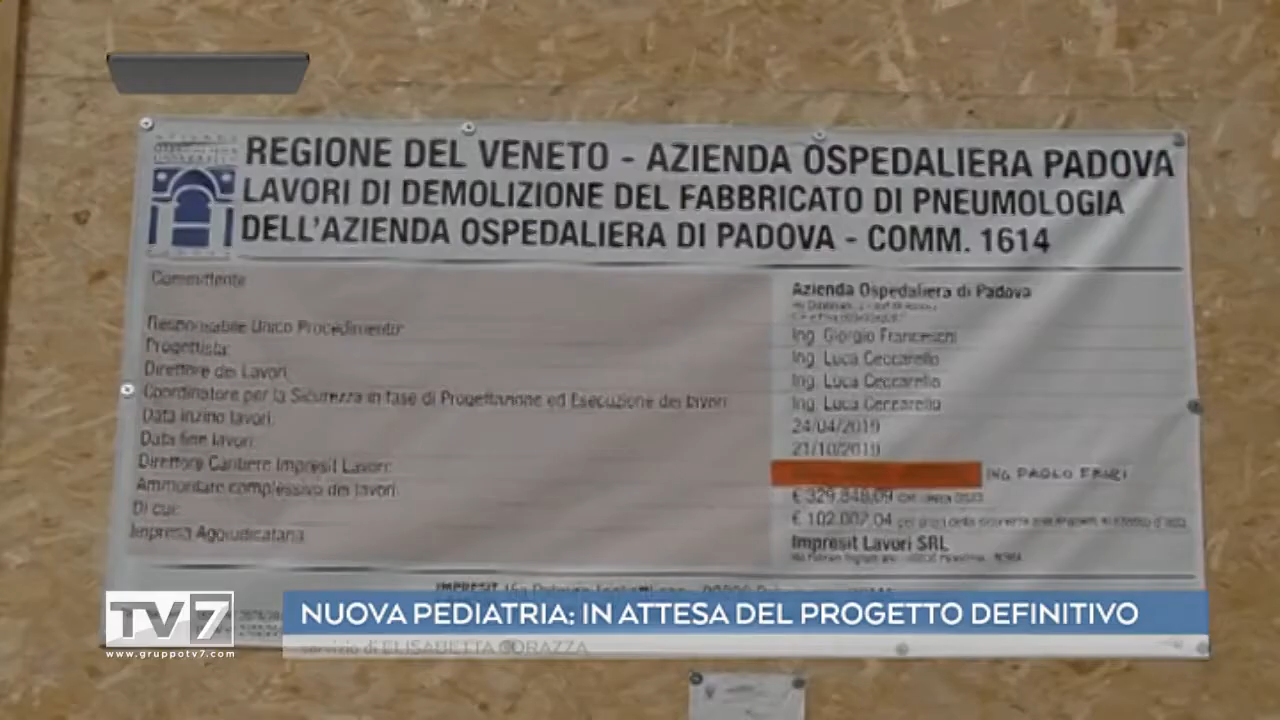 REGIONE DEL VENETO - AZIENDA OSPEDALIERA PADOVA
LAVORI DI DEMOLIZIONE DEL FABBRICATO DI PNEUMOLOGIA
DELL'AZIENDA OSPEDALIERA DI PADOVA - COMM. 1614
Committente
Azienda Ospedaliera di Padova
Responsabile Unico Procedimento:
Ing. Giorgio Franceschi
Progettista:
Ing. Luca Ceccarello
Direttore dei Lavori:
Ing. Luca Ceccarello
Coordinatore per la Sicurezza in fase di Progettazione ed Esecuzione dei lavori
Ing. Luca Ceccarello
Data inizio lavori:
24/04/2019
Data fine lavori:
21/10/2019
Direttore Cantiere Impresit Lavori:
ING PAOLO
Ammontare complessivo dei lavori:
€ 329.848,09
Di cui:
€ 102.002,04
Impresa Aggiudicataria
Impresit Lavori SRL
IMPRESIT
TV7
www.gruppotv7.com
NUOVA PEDIATRIA: IN ATTESA DEL PROGETTO DEFINITIVO
servizio di ELISABETTA GORAZZA